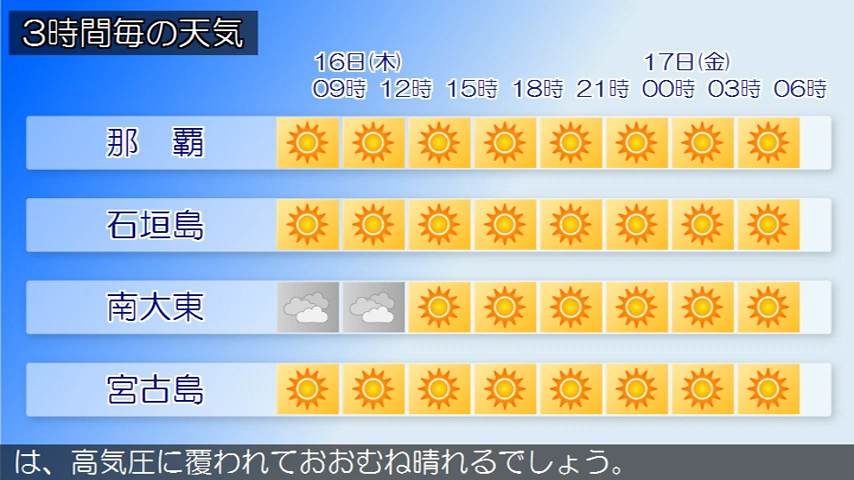 3時間毎の天気
16日(木) 17日(金)
09時 12時 15時 18時 21時 00時 03時 06時
那 覇
石垣島
南大東
宮古島
は、高気圧に覆われておおむね晴れるでしょう。